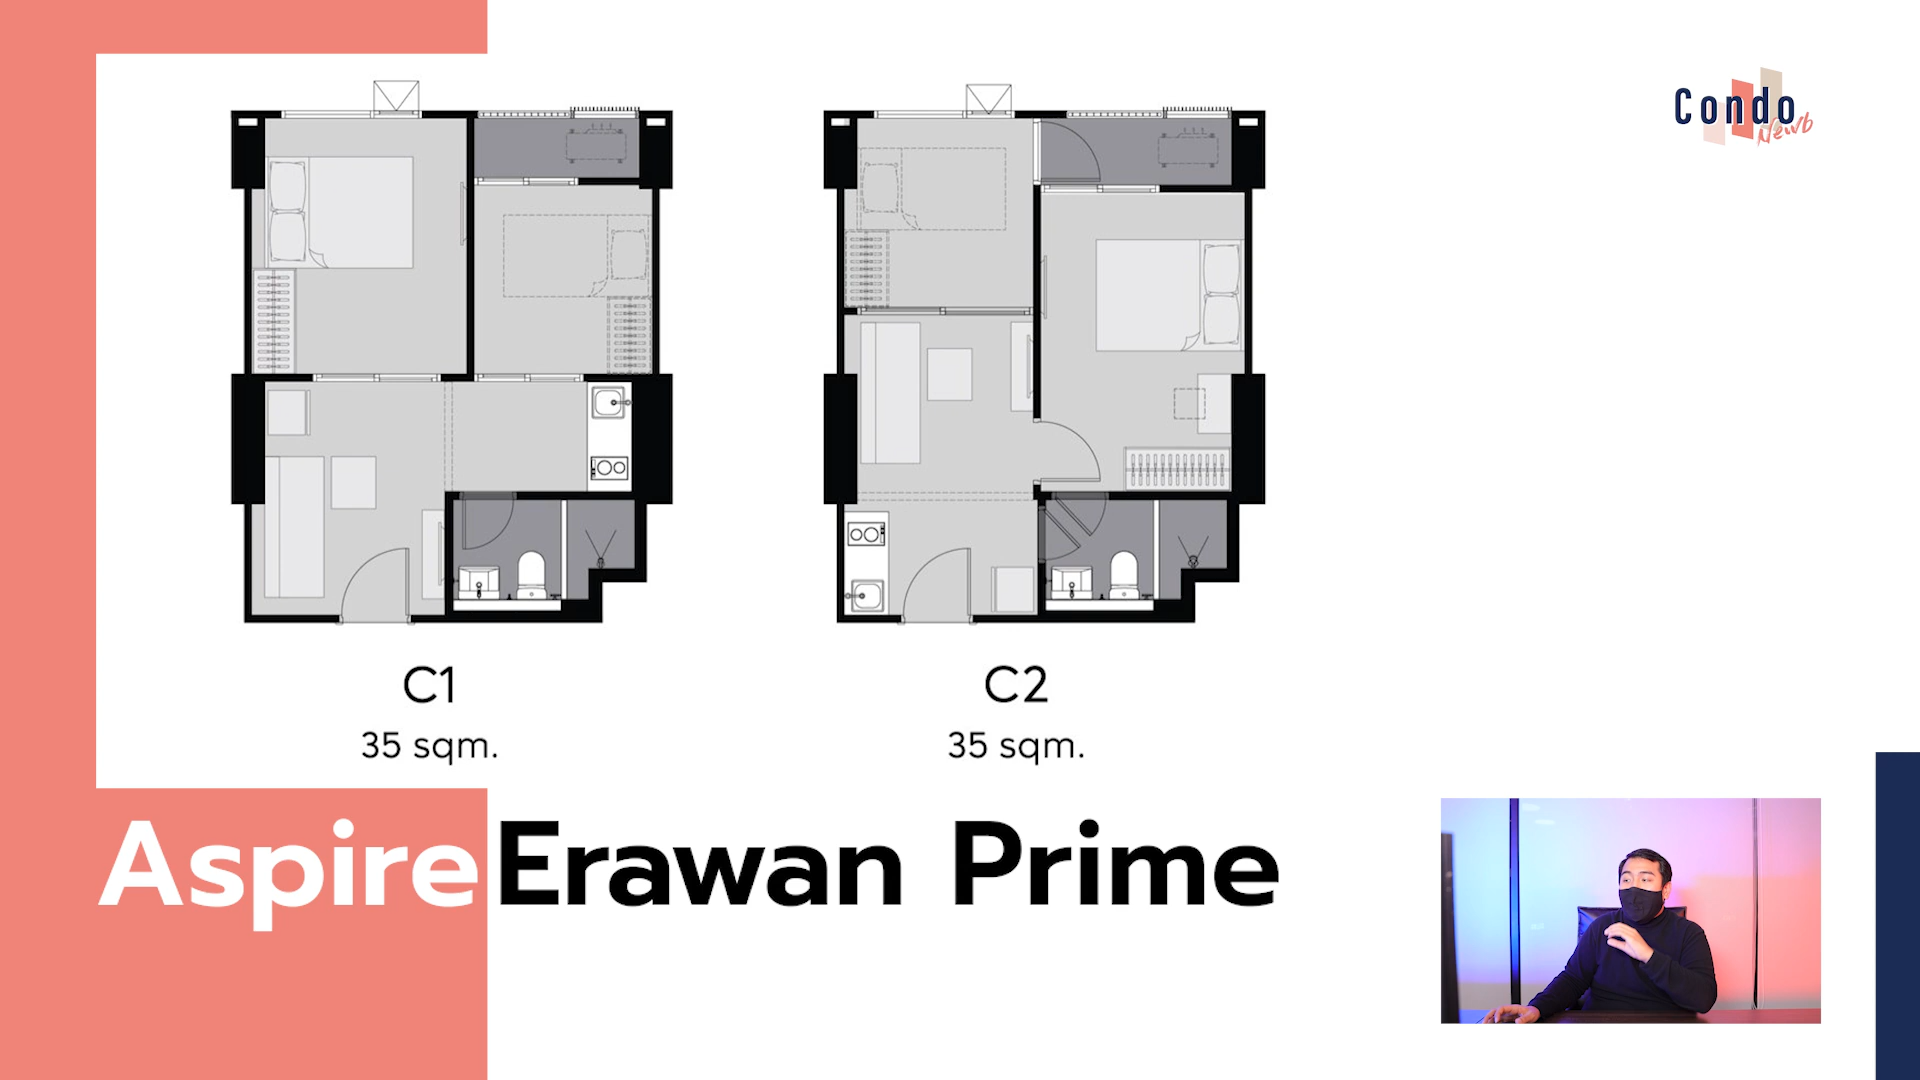 Condo
Newb
C1
35 sqm.
C2
35 sqm.
Aspire Erawan Prime